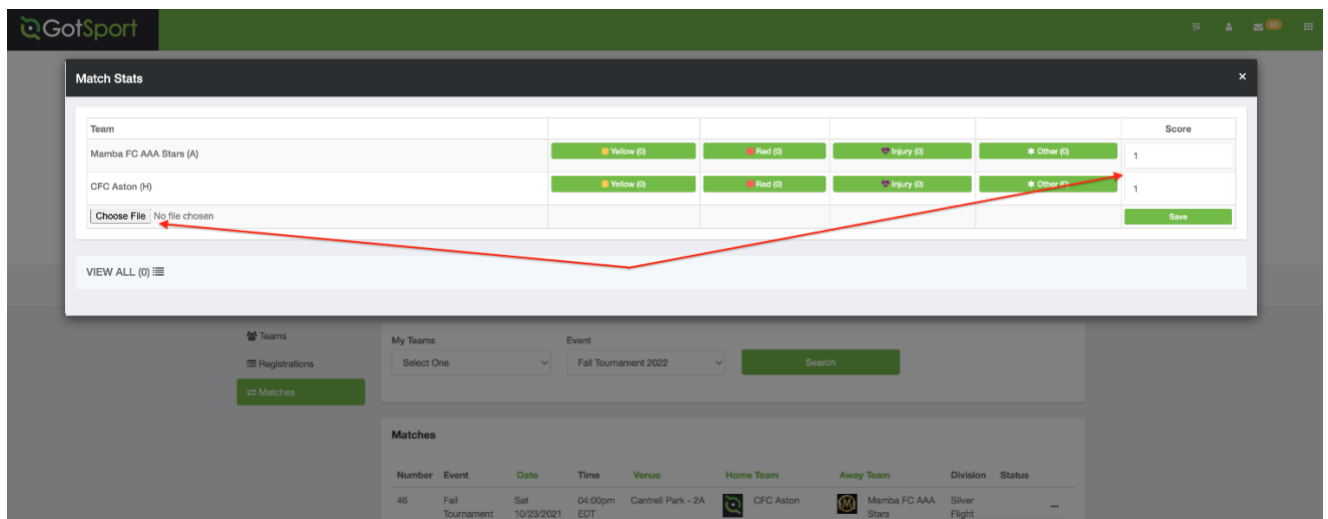 GotSport
Match Stats ×
Team Score
Mamba FC AAA Stars (A) Yellow (0) Red (0) Injury (0) Other (0) 1
CFC Aston (H) Yellow (0) Red (0) Injury (0) Other (0) 1
Choose File No file chosen Save
VIEW ALL (0)
Teams
Registrations
Matches
My Teams Event
Select One Fall Tournament 2022 Search
Matches
Number Event Date Time Venue Home Team Away Team Division Status
46 Fall Sat 04:00pm Cantrell Park - 2A CFC Aston Mamba FC AAA Silver ...
Tournament 10/23/2021 EDT Stars Flight